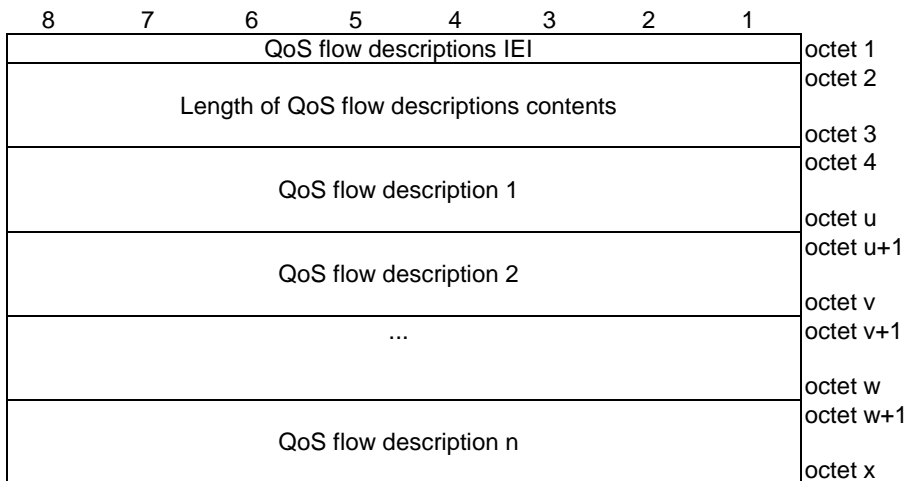 8 7 6 5 4 3 2 1
QoS flow descriptions IEI octet 1
octet 2
Length of QoS flow descriptions contents
octet 3
octet 4
QoS flow description 1
octet u
octet u+1
QoS flow description 2
octet v
... octet v+1
octet w
octet w+1
QoS flow description n
octet x